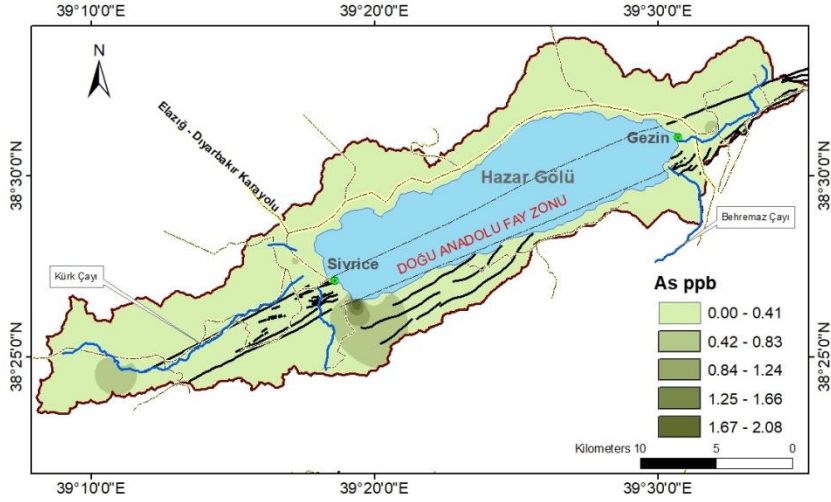 39°10'0"E 39°20'0"E 39°30'0"E
N
Elazığ - Dıyarbakır Karayolu
Gezin
38°30'0"N 38°30'0"N
Hazar Gölü
DOĞU ANADOLU FAY ZONU
Behremaz Çayı
Sivrice
Kürk Çayı
As ppb
0.00 - 0.41
0.42 - 0.83
0.84 - 1.24
1.25 - 1.66
1.67 - 2.08
38°25'0"N 38°25'0"N
Kilometers 10 5 0
39°10'0"E 39°20'0"E 39°30'0"E